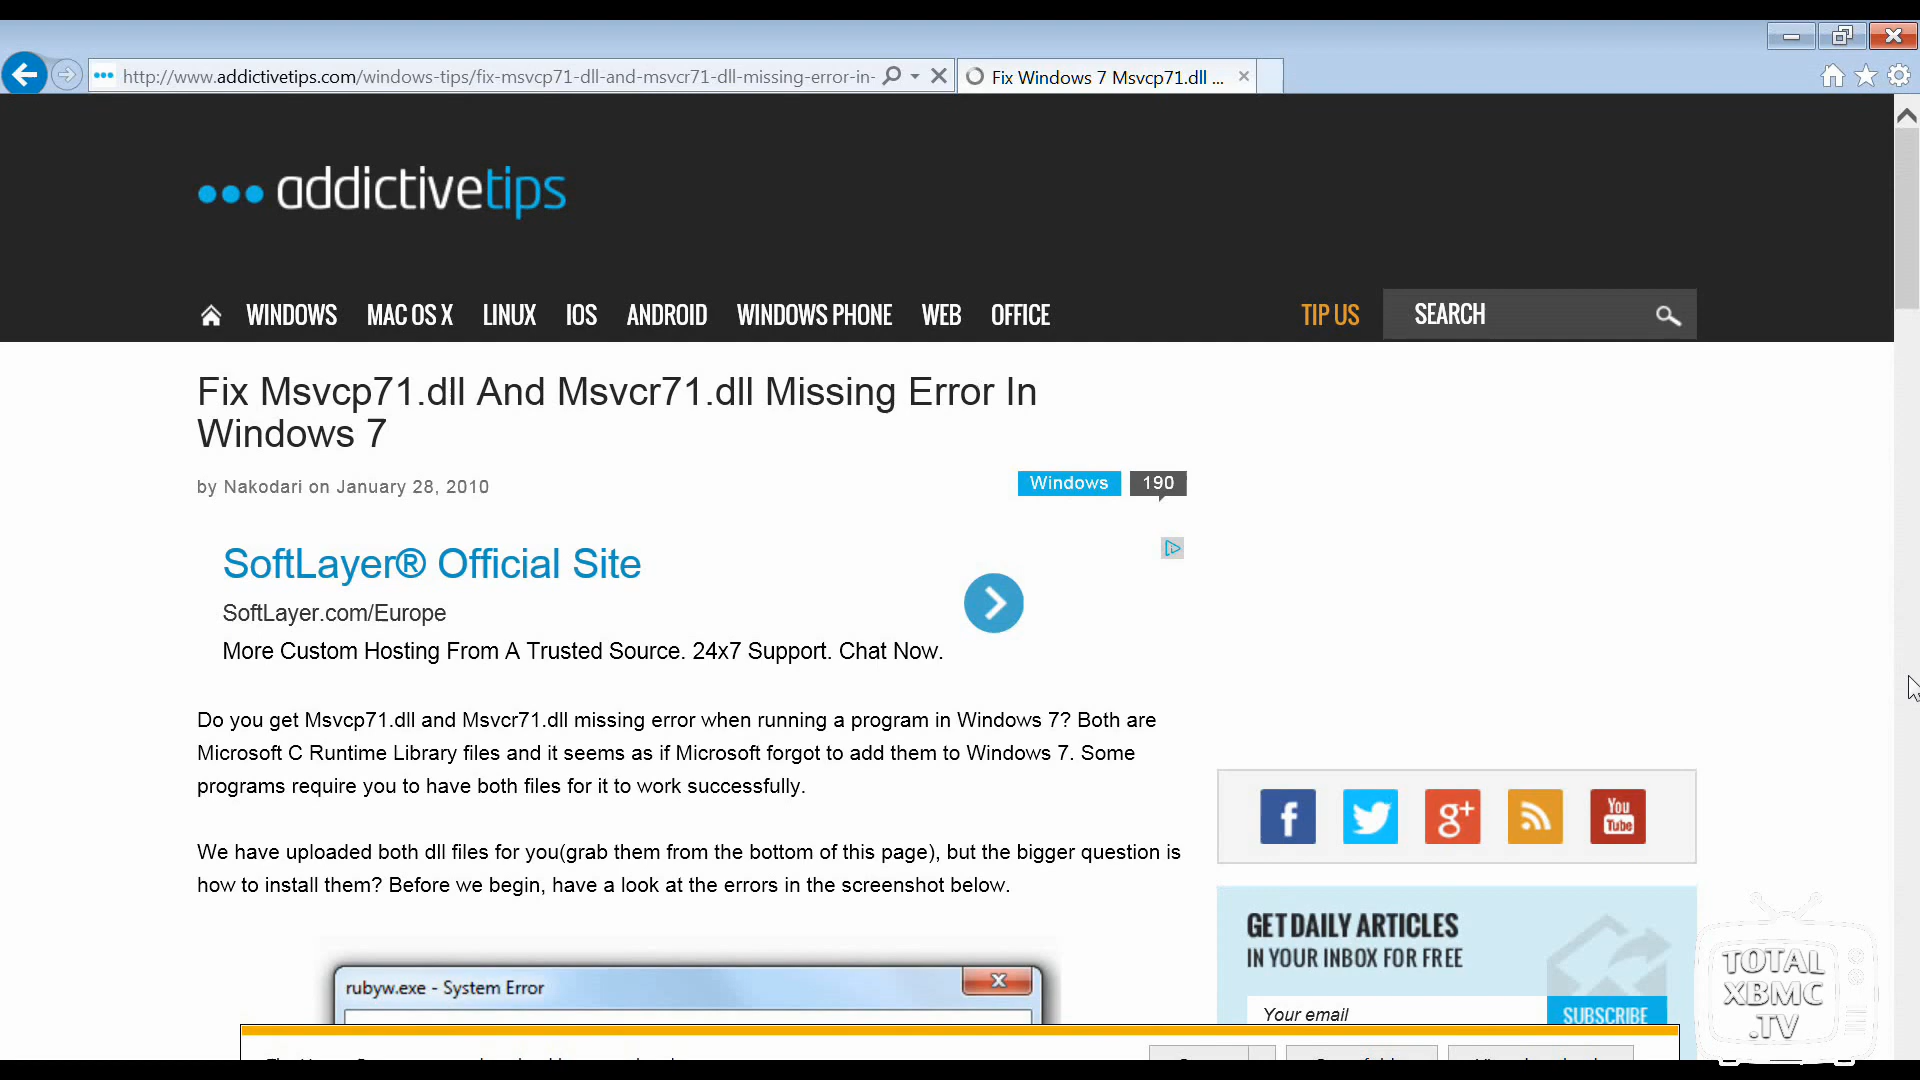 http://www.addictivetips.com/windows-tips/fix-msvcp71-dll-and-msvcr71-dll-missing-error-in-
Fix Windows 7 Msvcp71.dll ...
addictivetips
WINDOWS MAC OS X LINUX IOS ANDROID WINDOWS PHONE WEB OFFICE TIP US SEARCH
Fix Msvcp71.dll And Msvcr71.dll Missing Error In
Windows 7
by Nakodari on January 28, 2010
Windows 190
SoftLayer® Official Site
SoftLayer.com/Europe
More Custom Hosting From A Trusted Source. 24x7 Support. Chat Now.
Do you get Msvcp71.dll and Msvcr71.dll missing error when running a program in Windows 7? Both are
Microsoft C Runtime Library files and it seems as if Microsoft forgot to add them to Windows 7. Some
programs require you to have both files for it to work successfully.
We have uploaded both dll files for you(grab them from the bottom of this page), but the bigger question is
how to install them? Before we begin, have a look at the errors in the screenshot below.
rubyw.exe - System Error
f
g+
You
Tube
GET DAILY ARTICLES
IN YOUR INBOX FOR FREE
Your email
SUBSCRIBE
TOTAL
XBMC
.TV